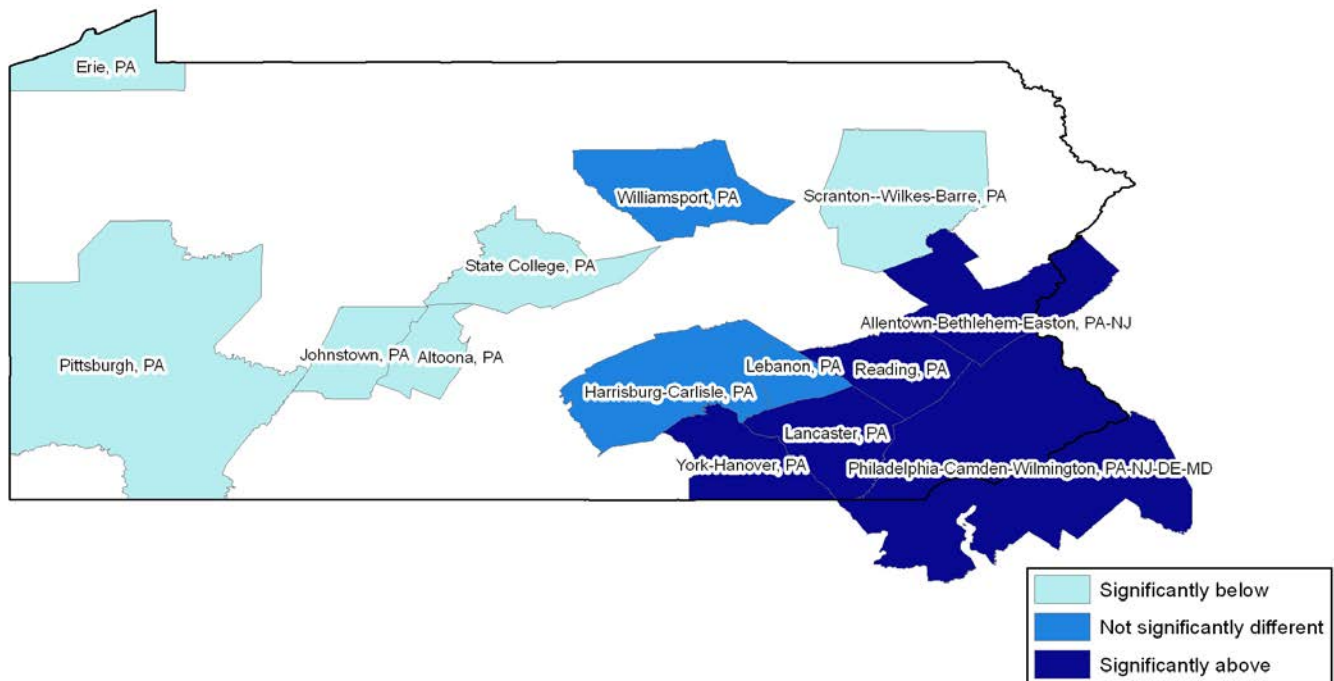 Erie, PA
Williamsport, PA
Scranton--Wilkes-Barre, PA
State College, PA
Allentown-Bethlehem-Easton, PA-NJ
Johnstown, PA
Altoona, PA
Pittsburgh, PA
Lebanon, PA
Reading, PA
Harrisburg-Carlisle, PA
Lancaster, PA
York-Hanover, PA
Philadelphia-Camden-Wilmington, PA-NJ-DE-MD
Significantly below
Not significantly different
Significantly above